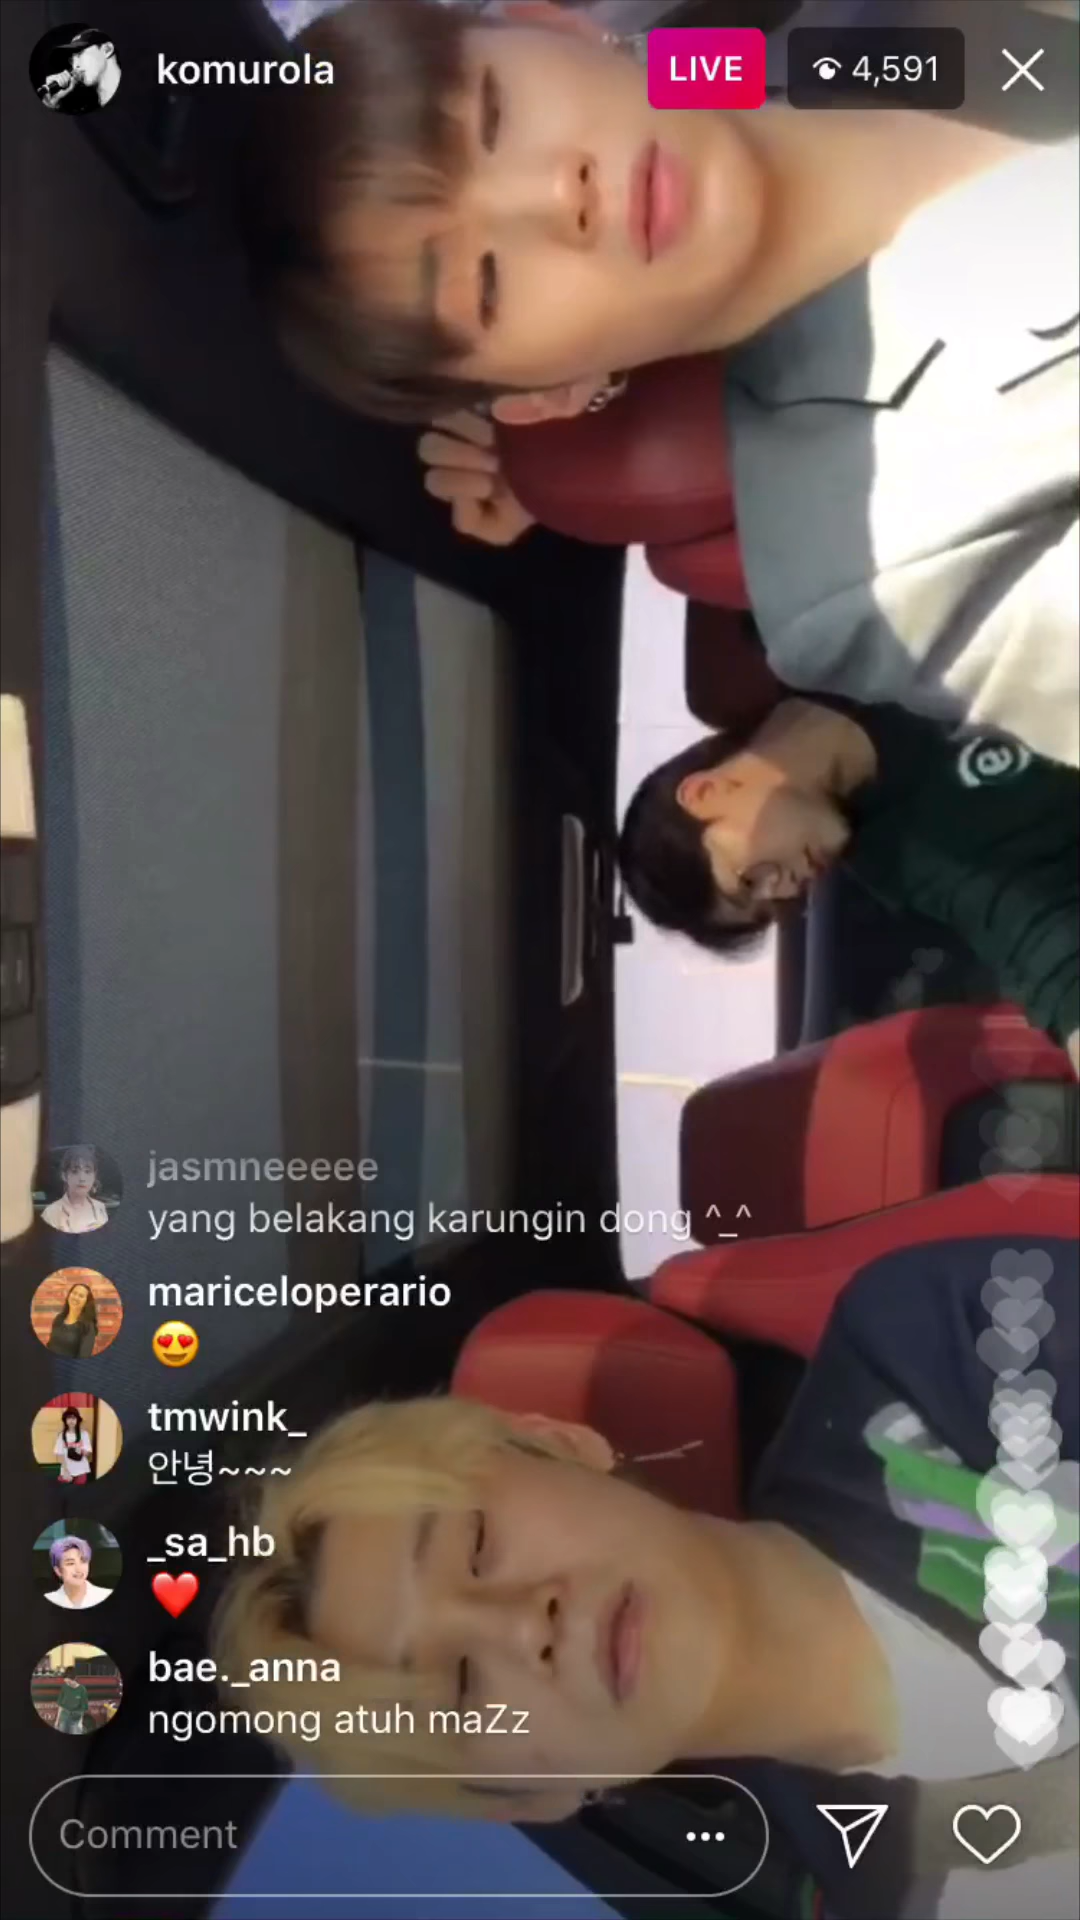 komurola
LIVE
4,591
jasmneeeee
yang belakang karungin dong ^_^
mariceloperario
😍
tmwink_
안녕~~~
_sa_hb
❤️
bae._anna
ngomong atuh maZz
Comment